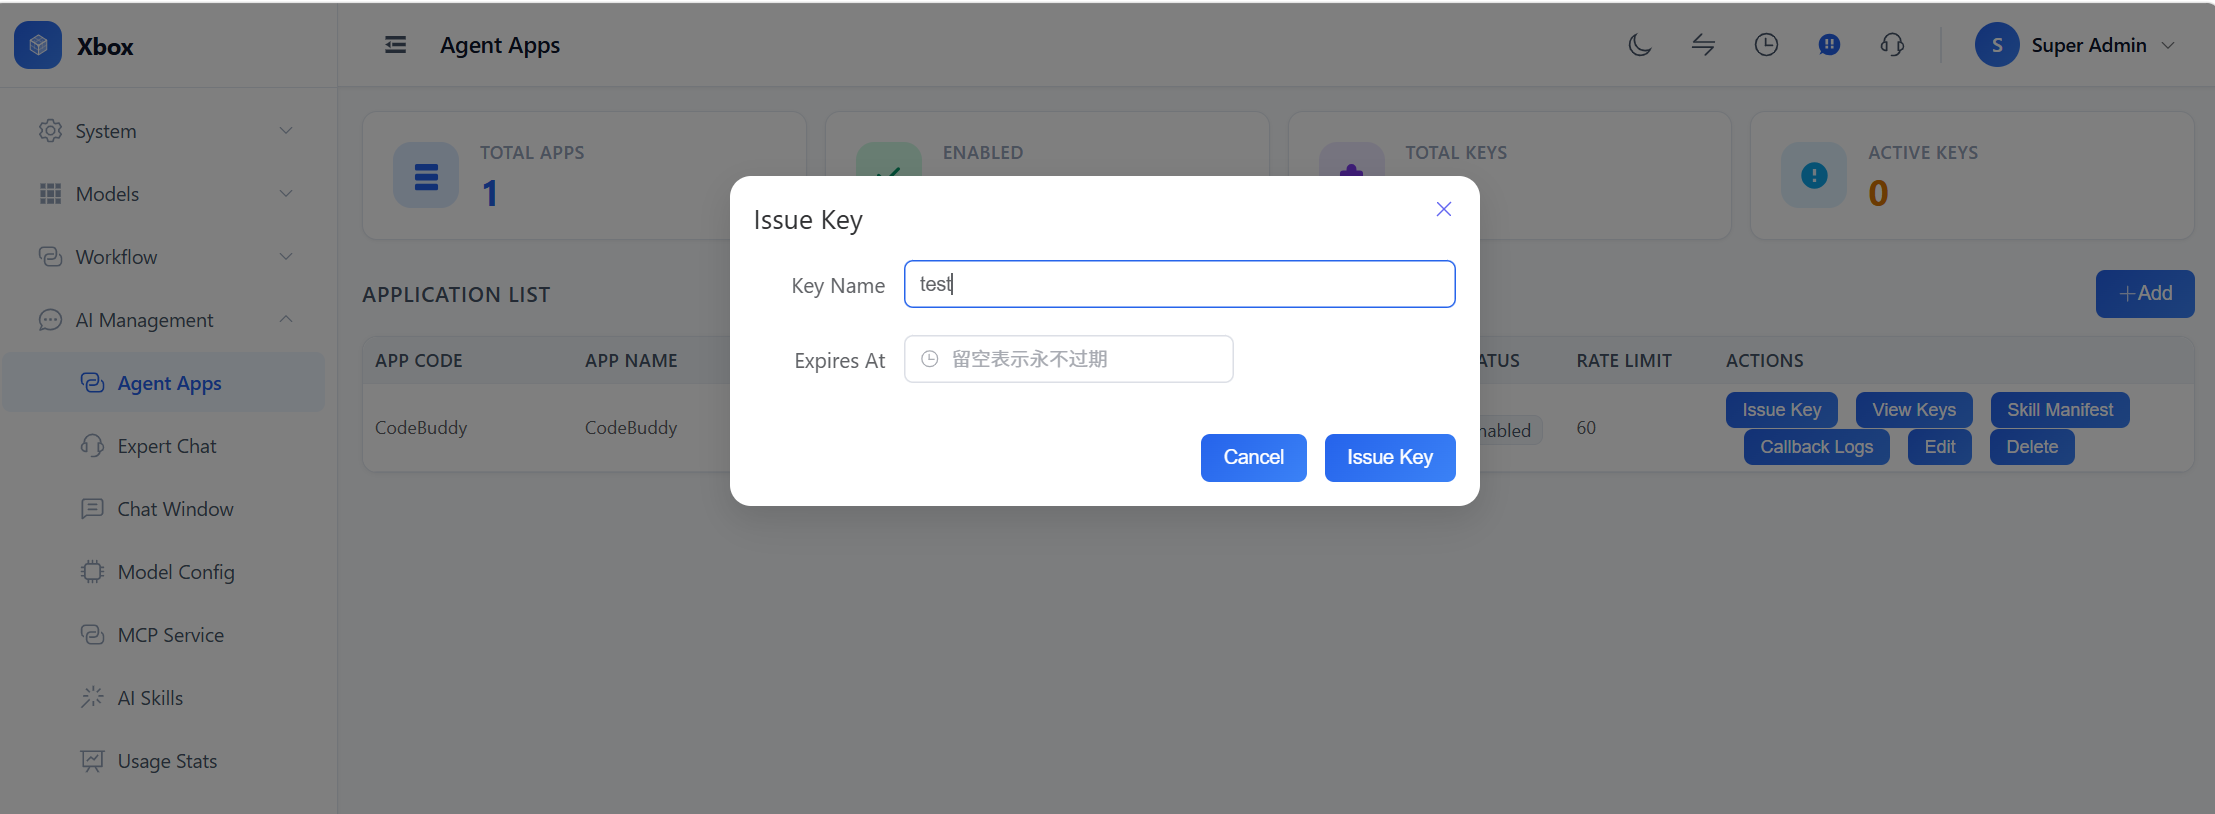 Xbox
Agent Apps
S
Super Admin
System
Models
Workflow
AI Management
Agent Apps
Expert Chat
Chat Window
Model Config
MCP Service
AI Skills
Usage Stats
TOTAL APPS
1
ENABLED
TOTAL KEYS
ACTIVE KEYS
0
APPLICATION LIST
+Add
APP CODE
APP NAME
RATE LIMIT
ACTIONS
CodeBuddy
CodeBuddy
60
Issue Key
View Keys
Skill Manifest
Callback Logs
Edit
Delete
Issue Key
Key Name
test
Expires At
留空表示永不过期
Cancel
Issue Key